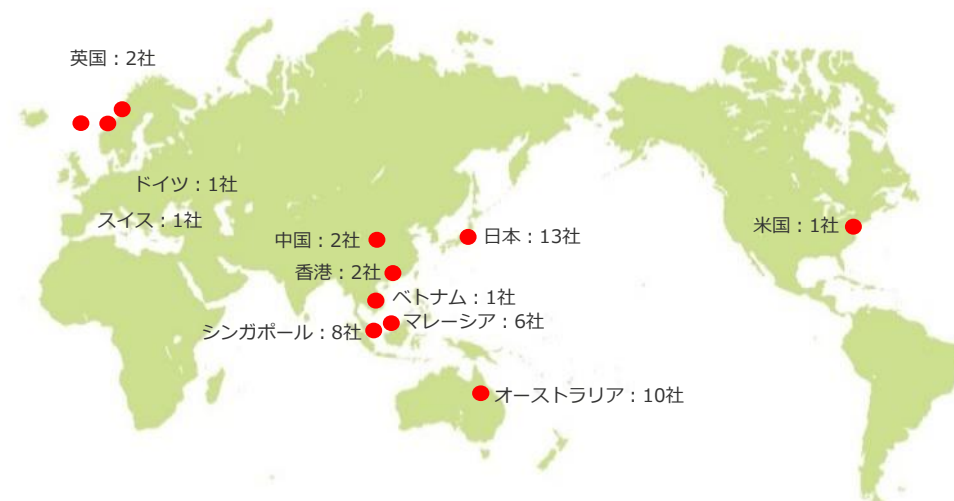 英国：2社
ドイツ：1社
スイス：1社
中国：2社
日本：13社
米国：1社
香港：2社
ベトナム：1社
マレーシア：6社
シンガポール：8社
オーストラリア：10社